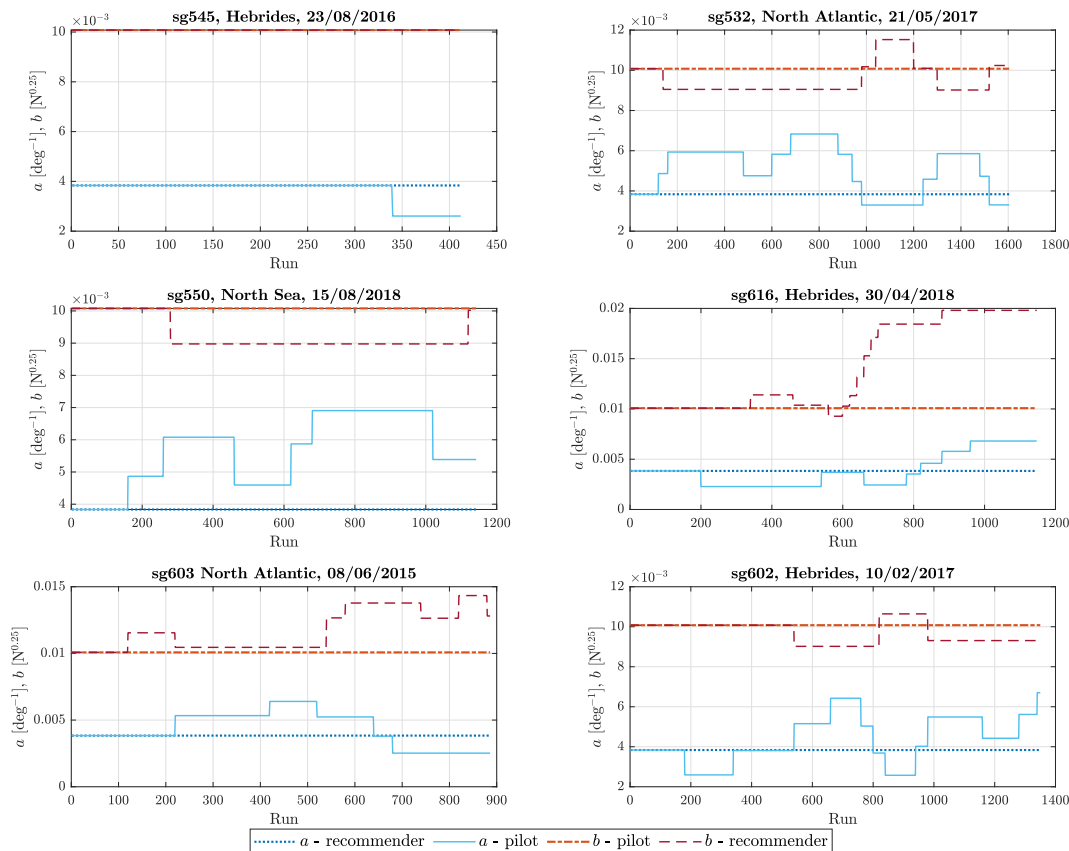 sg545, Hebrides, 23/08/2016
×10⁻³
10
8
6
4
2
a [deg⁻¹], b [N^0.25]
0 50 100 150 200 250 300 350 400 450
Run
sg532, North Atlantic, 21/05/2017
×10⁻³
12
10
8
6
4
2
a [deg⁻¹], b [N^0.25]
0 200 400 600 800 1000 1200 1400 1600 1800
Run
sg550, North Sea, 15/08/2018
×10⁻³
10
9
8
7
6
5
4
a [deg⁻¹], b [N^0.25]
0 200 400 600 800 1000 1200
Run
sg616, Hebrides, 30/04/2018
0.02
0.015
0.01
0.005
0
a [deg⁻¹], b [N^0.25]
0 200 400 600 800 1000 1200
Run
sg603 North Atlantic, 08/06/2015
0.015
0.01
0.005
0
a [deg⁻¹], b [N^0.25]
0 100 200 300 400 500 600 700 800 900
Run
sg602, Hebrides, 10/02/2017
×10⁻³
12
10
8
6
4
2
a [deg⁻¹], b [N^0.25]
0 200 400 600 800 1000 1200 1400
Run
a - recommender a - pilot b - pilot b - recommender